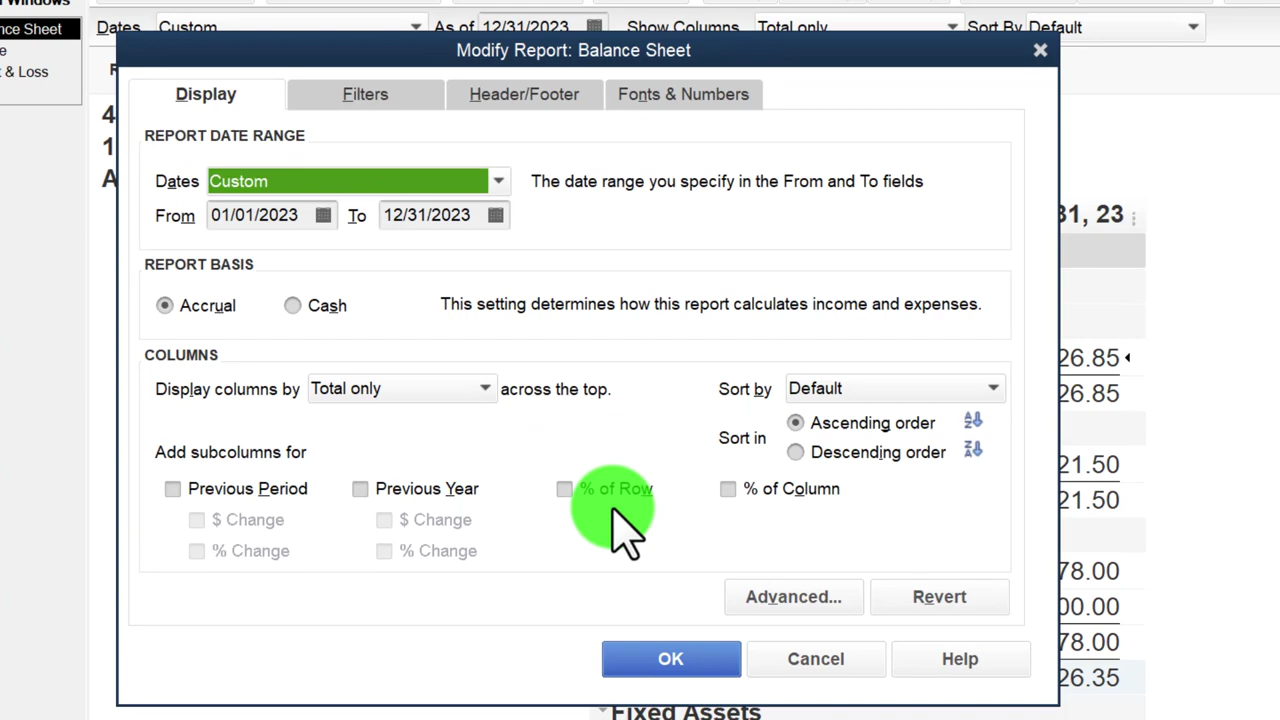 Windows
nce Sheet
e
t & Loss
Dates Custom As of 12/31/2023 Show Columns Total only Sort By Default
Modify Report: Balance Sheet
Display Filters Header/Footer Fonts & Numbers
REPORT DATE RANGE
Dates Custom The date range you specify in the From and To fields
From 01/01/2023 To 12/31/2023
REPORT BASIS
Accrual Cash This setting determines how this report calculates income and expenses.
COLUMNS
Display columns by Total only across the top. Sort by Default
Sort in Ascending order
Descending order
Add subcolumns for
Previous Period Previous Year % of Row % of Column
$ Change $ Change
% Change % Change
Advanced... Revert
OK Cancel Help
4
1
A
31, 23
26.85
26.85
21.50
21.50
78.00
00.00
78.00
26.35
Fixed Assets